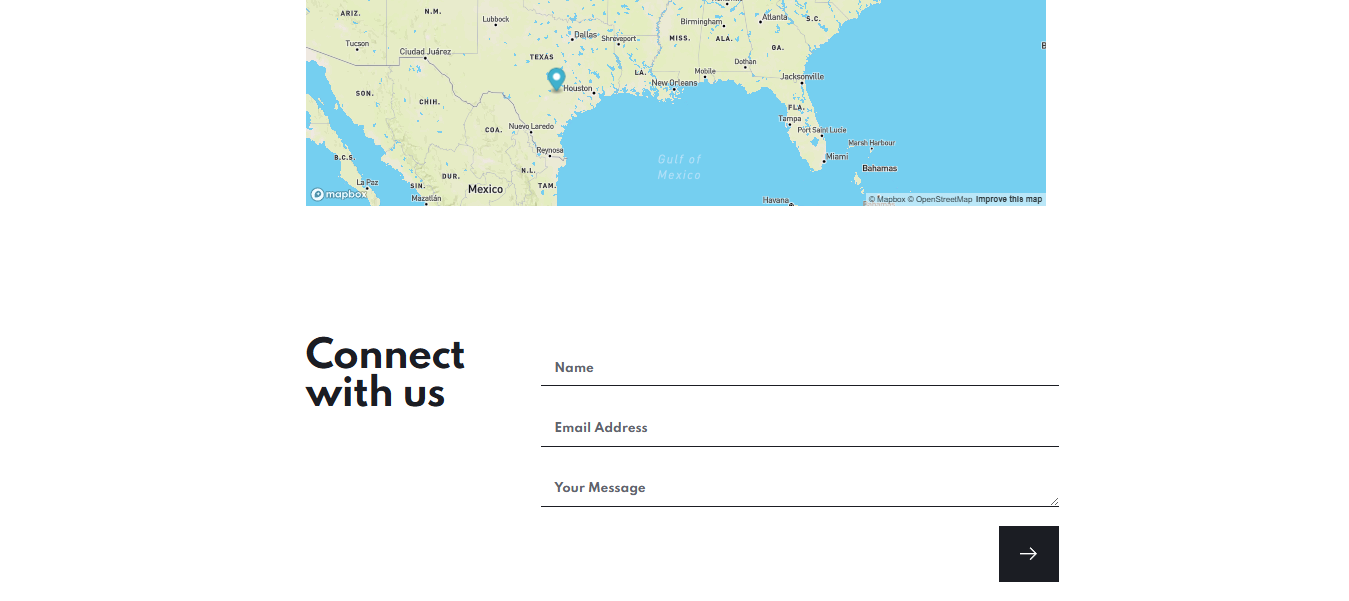 ARIZ.
N.M.
Lubbock
Birmingham
Atlanta
S.C.
Tucson
Ciudad Juárez
Dallas
Shreveport
MISS.
ALA.
GA.
TEXAS
Dothan
LA.
Mobile
Jacksonville
Houston
New Orleans
SON.
CHIH.
FLA.
Tampa
COA.
Nuevo Laredo
Port Saint Lucie
Reynosa
Marsh Harbour
B.C.S.
Gulf of
Mexico
Miami
Bahamas
DUR.
N.L.
La Paz
SIN.
Mexico
TAM.
mapbox
Mazatlán
Havana
© Mapbox © OpenStreetMap Improve this map
Connect
with us
Name
Email Address
Your Message